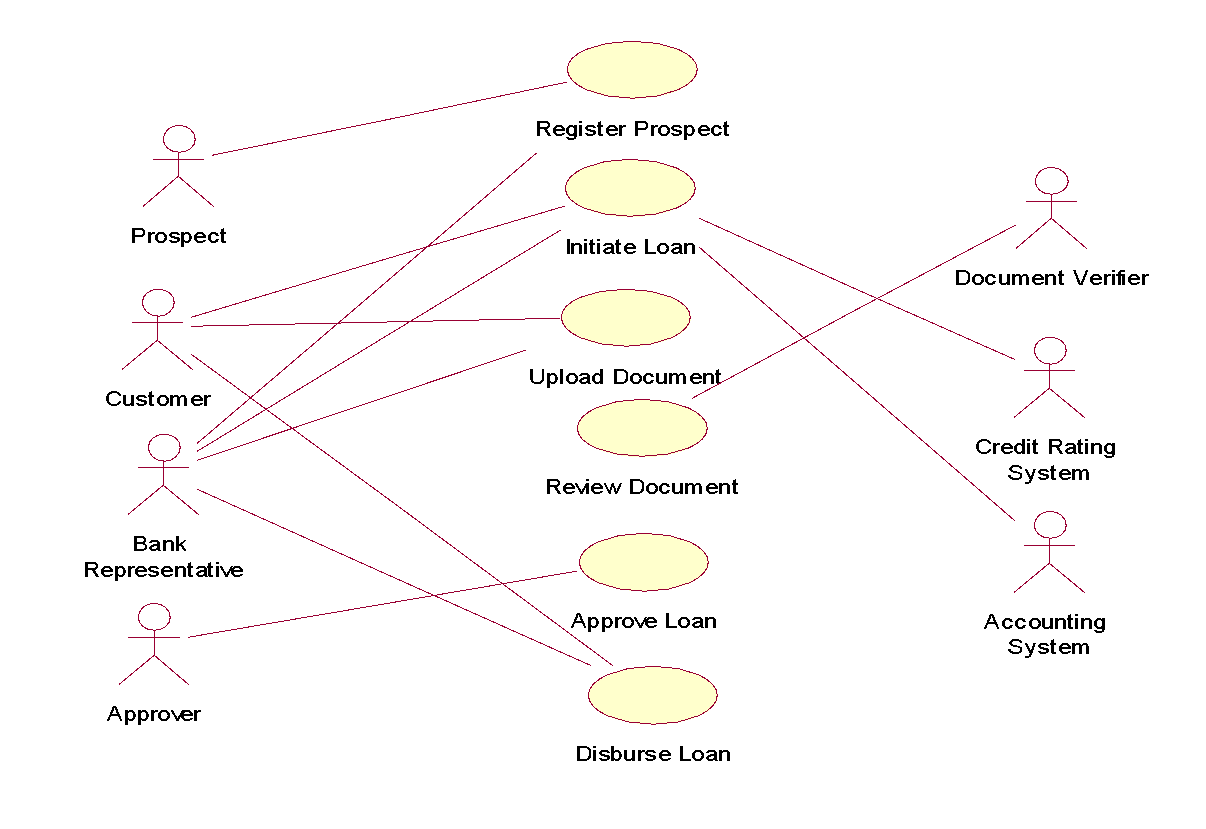 Register Prospect
Prospect
Initiate Loan
Document Verifier
Upload Document
Customer
Credit Rating
System
Review Document
Bank
Representative
Approve Loan
Accounting
System
Approver
Disburse Loan